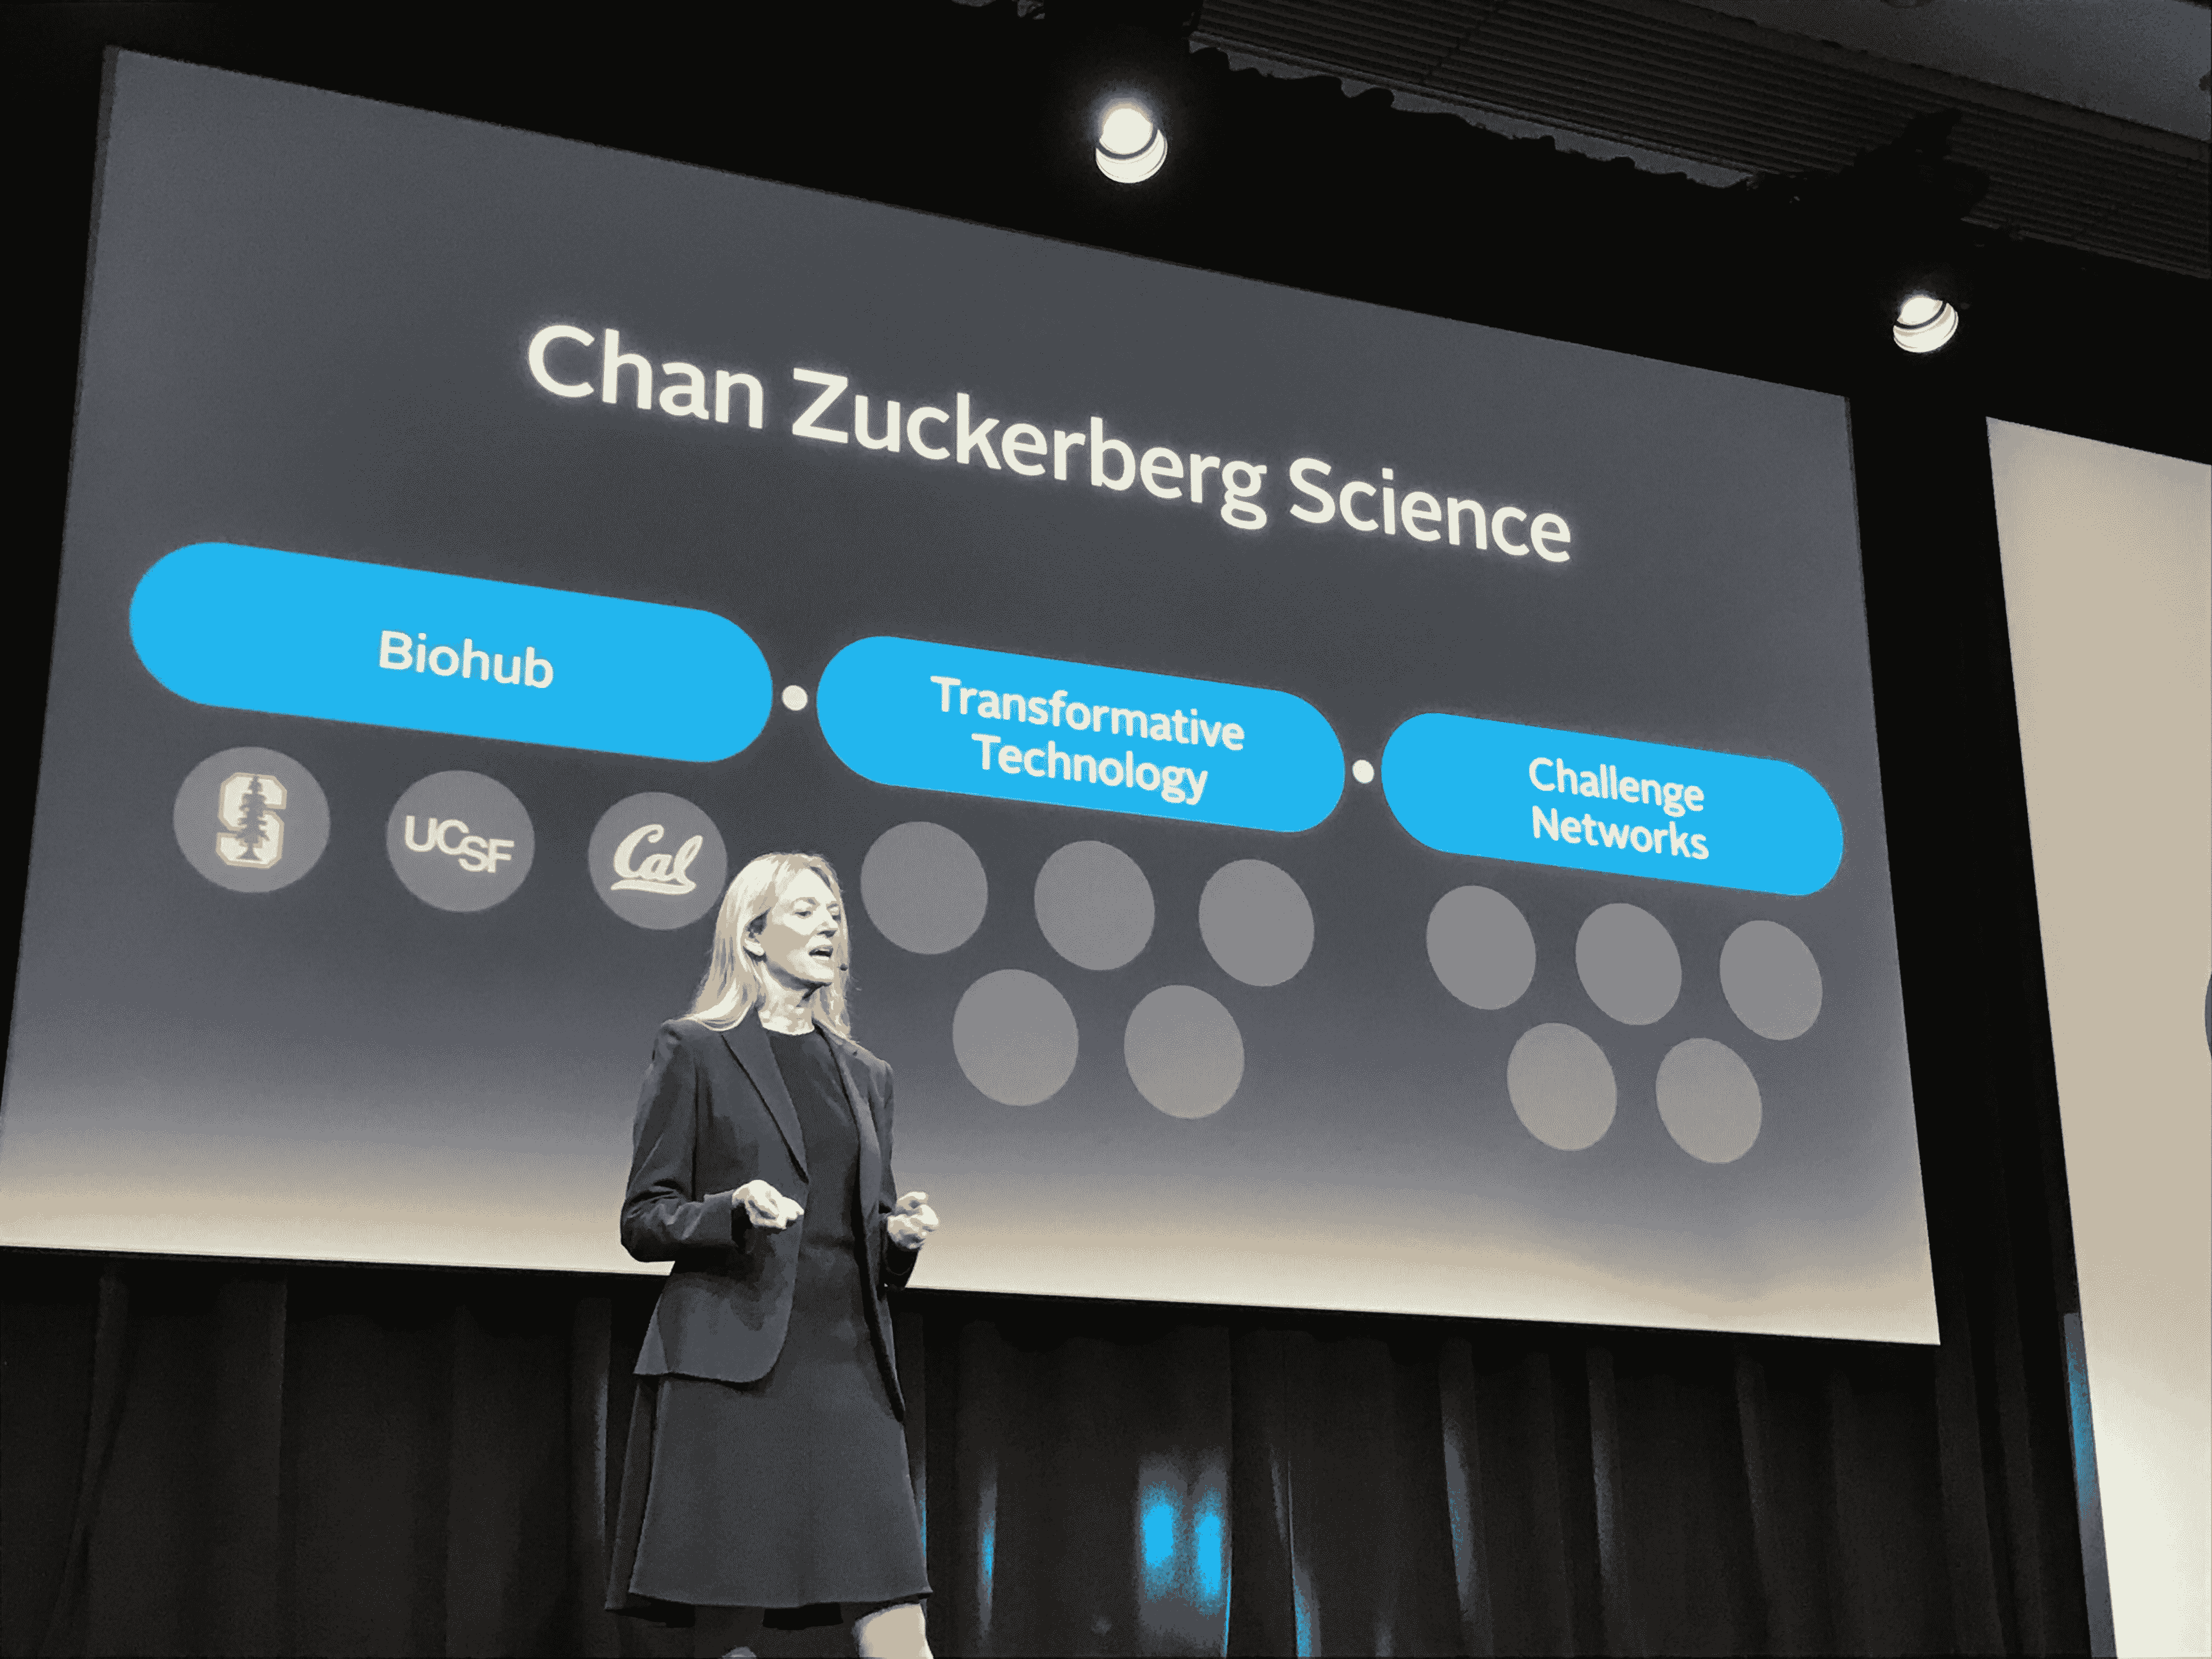 Chan Zuckerberg Science
Biohub
Transformative
Technology
Challenge
Networks
S
UCSF
Cal